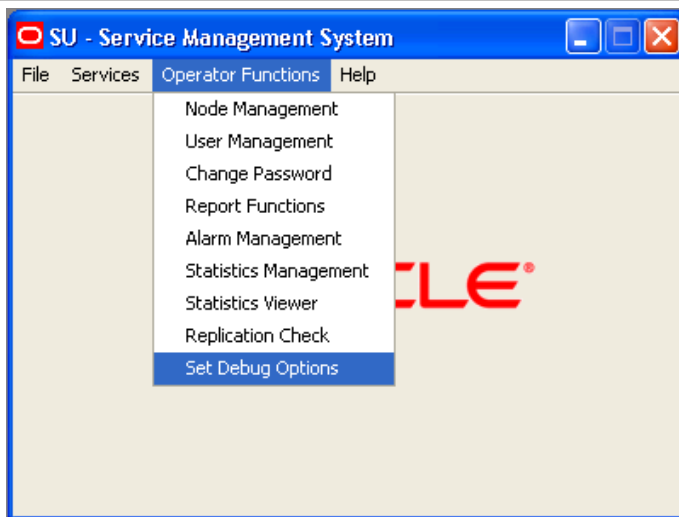 SU - Service Management System
File Services Operator Functions Help
Node Management
User Management
Change Password
Report Functions
Alarm Management
Statistics Management
Statistics Viewer
Replication Check
Set Debug Options
CLE®